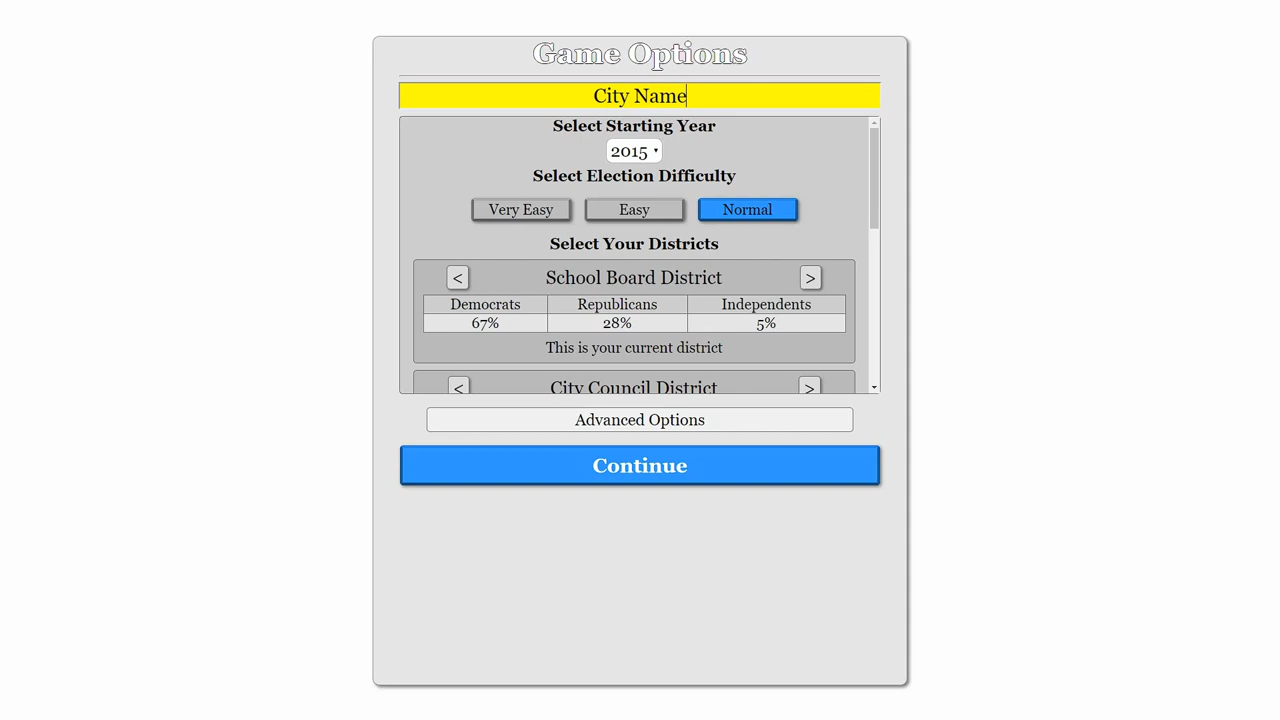 Game Options
City Name
Select Starting Year
2015
Select Election Difficulty
Very Easy Easy Normal
Select Your Districts
< School Board District >
Democrats Republicans Independents
67% 28% 5%
This is your current district
< City Council District >
Advanced Options
Continue